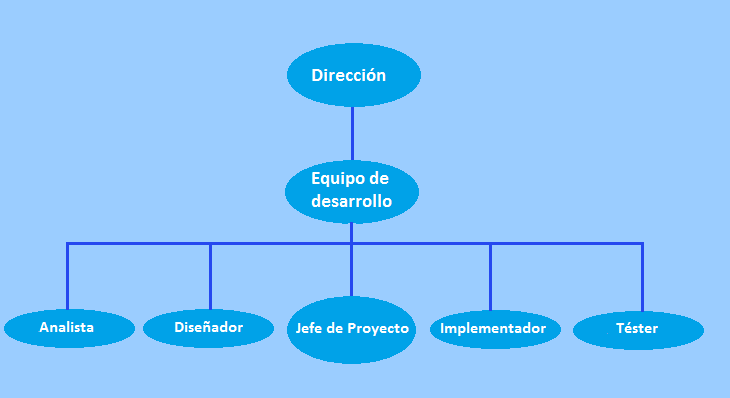 Dirección
Equipo de
desarrollo
Analista
Diseñador
Jefe de Proyecto
Implementador
Téster